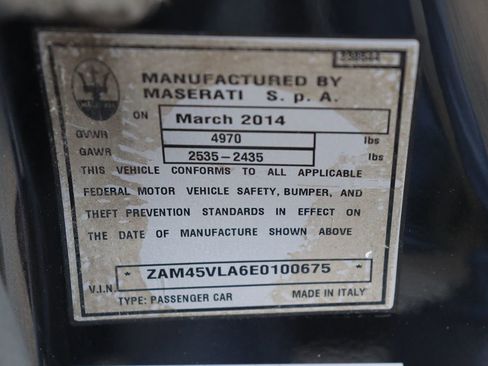 MANUFACTURED BY
MASERATI S. p. A.
ON March 2014
GVWR 4970 lbs
GAWR 2535-2435 lbs
THIS VEHICLE CONFORMS TO ALL APPLICABLE
FEDERAL MOTOR VEHICLE SAFETY, BUMPER, AND
THEFT PREVENTION STANDARDS IN EFFECT ON
THE DATE OF MANUFACTURE SHOWN ABOVE
V.I.N. * ZAM45VLA6E0100675 *
TYPE: PASSENGER CAR MADE IN ITALY